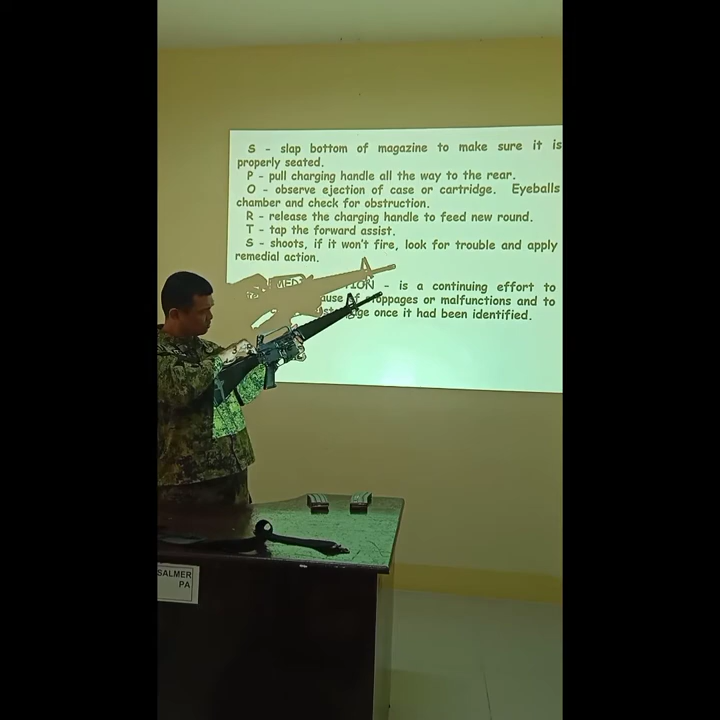 S - slap bottom of magazine to make sure it is
properly seated.
P - pull charging handle all the way to the rear.
O - observe ejection of case or cartridge. Eyeballs
chamber and check for obstruction.
R - release the charging handle to feed new round.
T - tap the forward assist.
S - shoots, if it won't fire, look for trouble and apply
remedial action.
- is a continuing effort to
stoppages or malfunctions and to
once it had been identified.
SALMER
PA